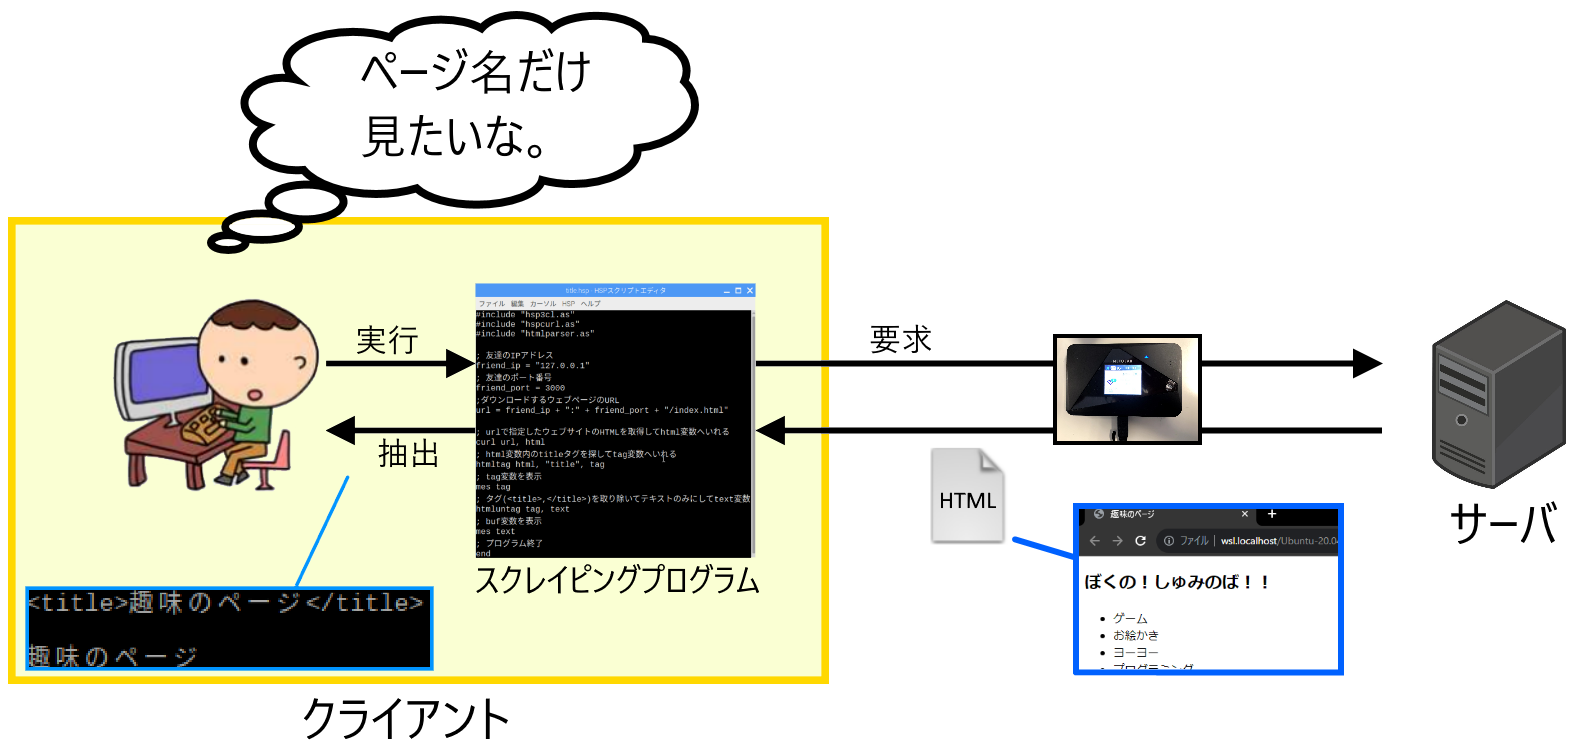 ページ名だけ
見たいな。
実行
抽出
title.hsp - HSPスクリプトエディタ
ファイル 編集 カーソル HSP ヘルプ
#include "hsp3cl.as"
#include "hspcurl.as"
#include "htmlparser.as"
; 友達のIPアドレス
friend_ip = "127.0.0.1"
; 友達のポート番号
friend_port = 3000
;ダウンロードするウェブページのURL
url = friend_ip + ":" + friend_port + "/index.html"
; urlで指定したウェブサイトのHTMLを取得してhtml変数へいれる
curl url, html
; html変数内のtitleタグを探してtag変数へいれる
htmltag html, "title", tag
; tag変数を表示
mes tag
; タグ(<title>,</title>)を取り除いてテキストのみにしてtext変数
htmluntag tag, text
; buf変数を表示
mes text
; プログラム終了
end
スクレイピングプログラム
<title>趣味のページ</title>
趣味のページ
クライアント
要求
HTML
趣味のページ
ファイル | wsl.localhost/Ubuntu-20.04
ぼくの！しゅみのば！！
• ゲーム
• お絵かき
• ヨーヨー
• プログラミング
サーバ